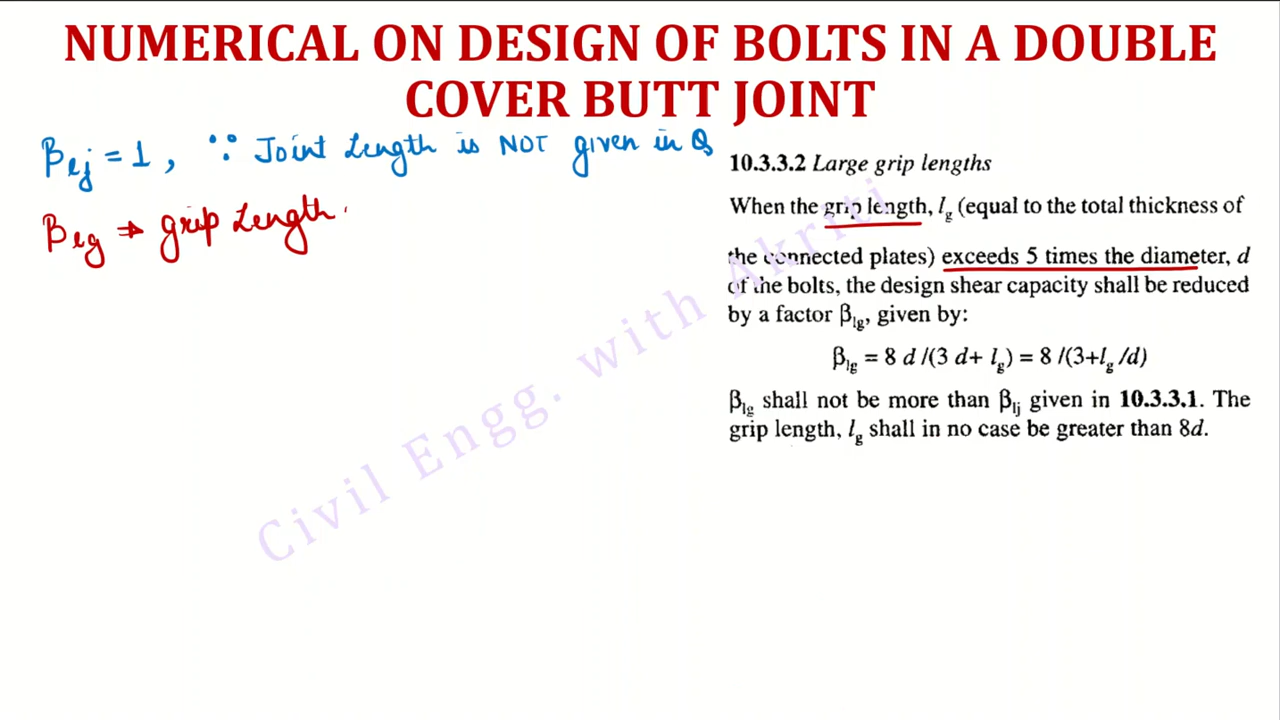 NUMERICAL ON DESIGN OF BOLTS IN A DOUBLE
COVER BUTT JOINT
βlj = 1, ∵ Joint Length is NOT given in Q
βlg → grip Length.
10.3.3.2 Large grip lengths
When the grip length, lg (equal to the total thickness of
the connected plates) exceeds 5 times the diameter, d
of the bolts, the design shear capacity shall be reduced
by a factor βlg, given by:
βlg = 8 d /(3 d+ lg) = 8 /(3+lg /d)
βlg shall not be more than βlj given in 10.3.3.1. The
grip length, lg shall in no case be greater than 8d.
Civil Engg. with Akriti